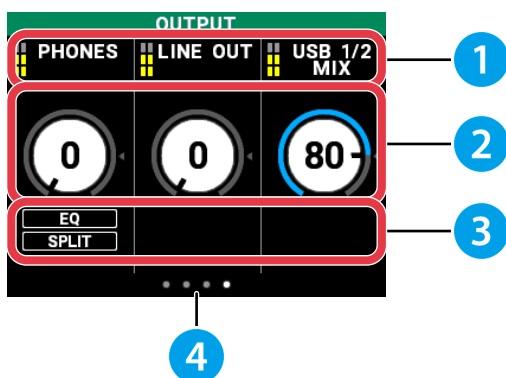 OUTPUT
PHONES
LINE OUT
USB 1/2
MIX
1
0
0
80
2
EQ
SPLIT
3
4